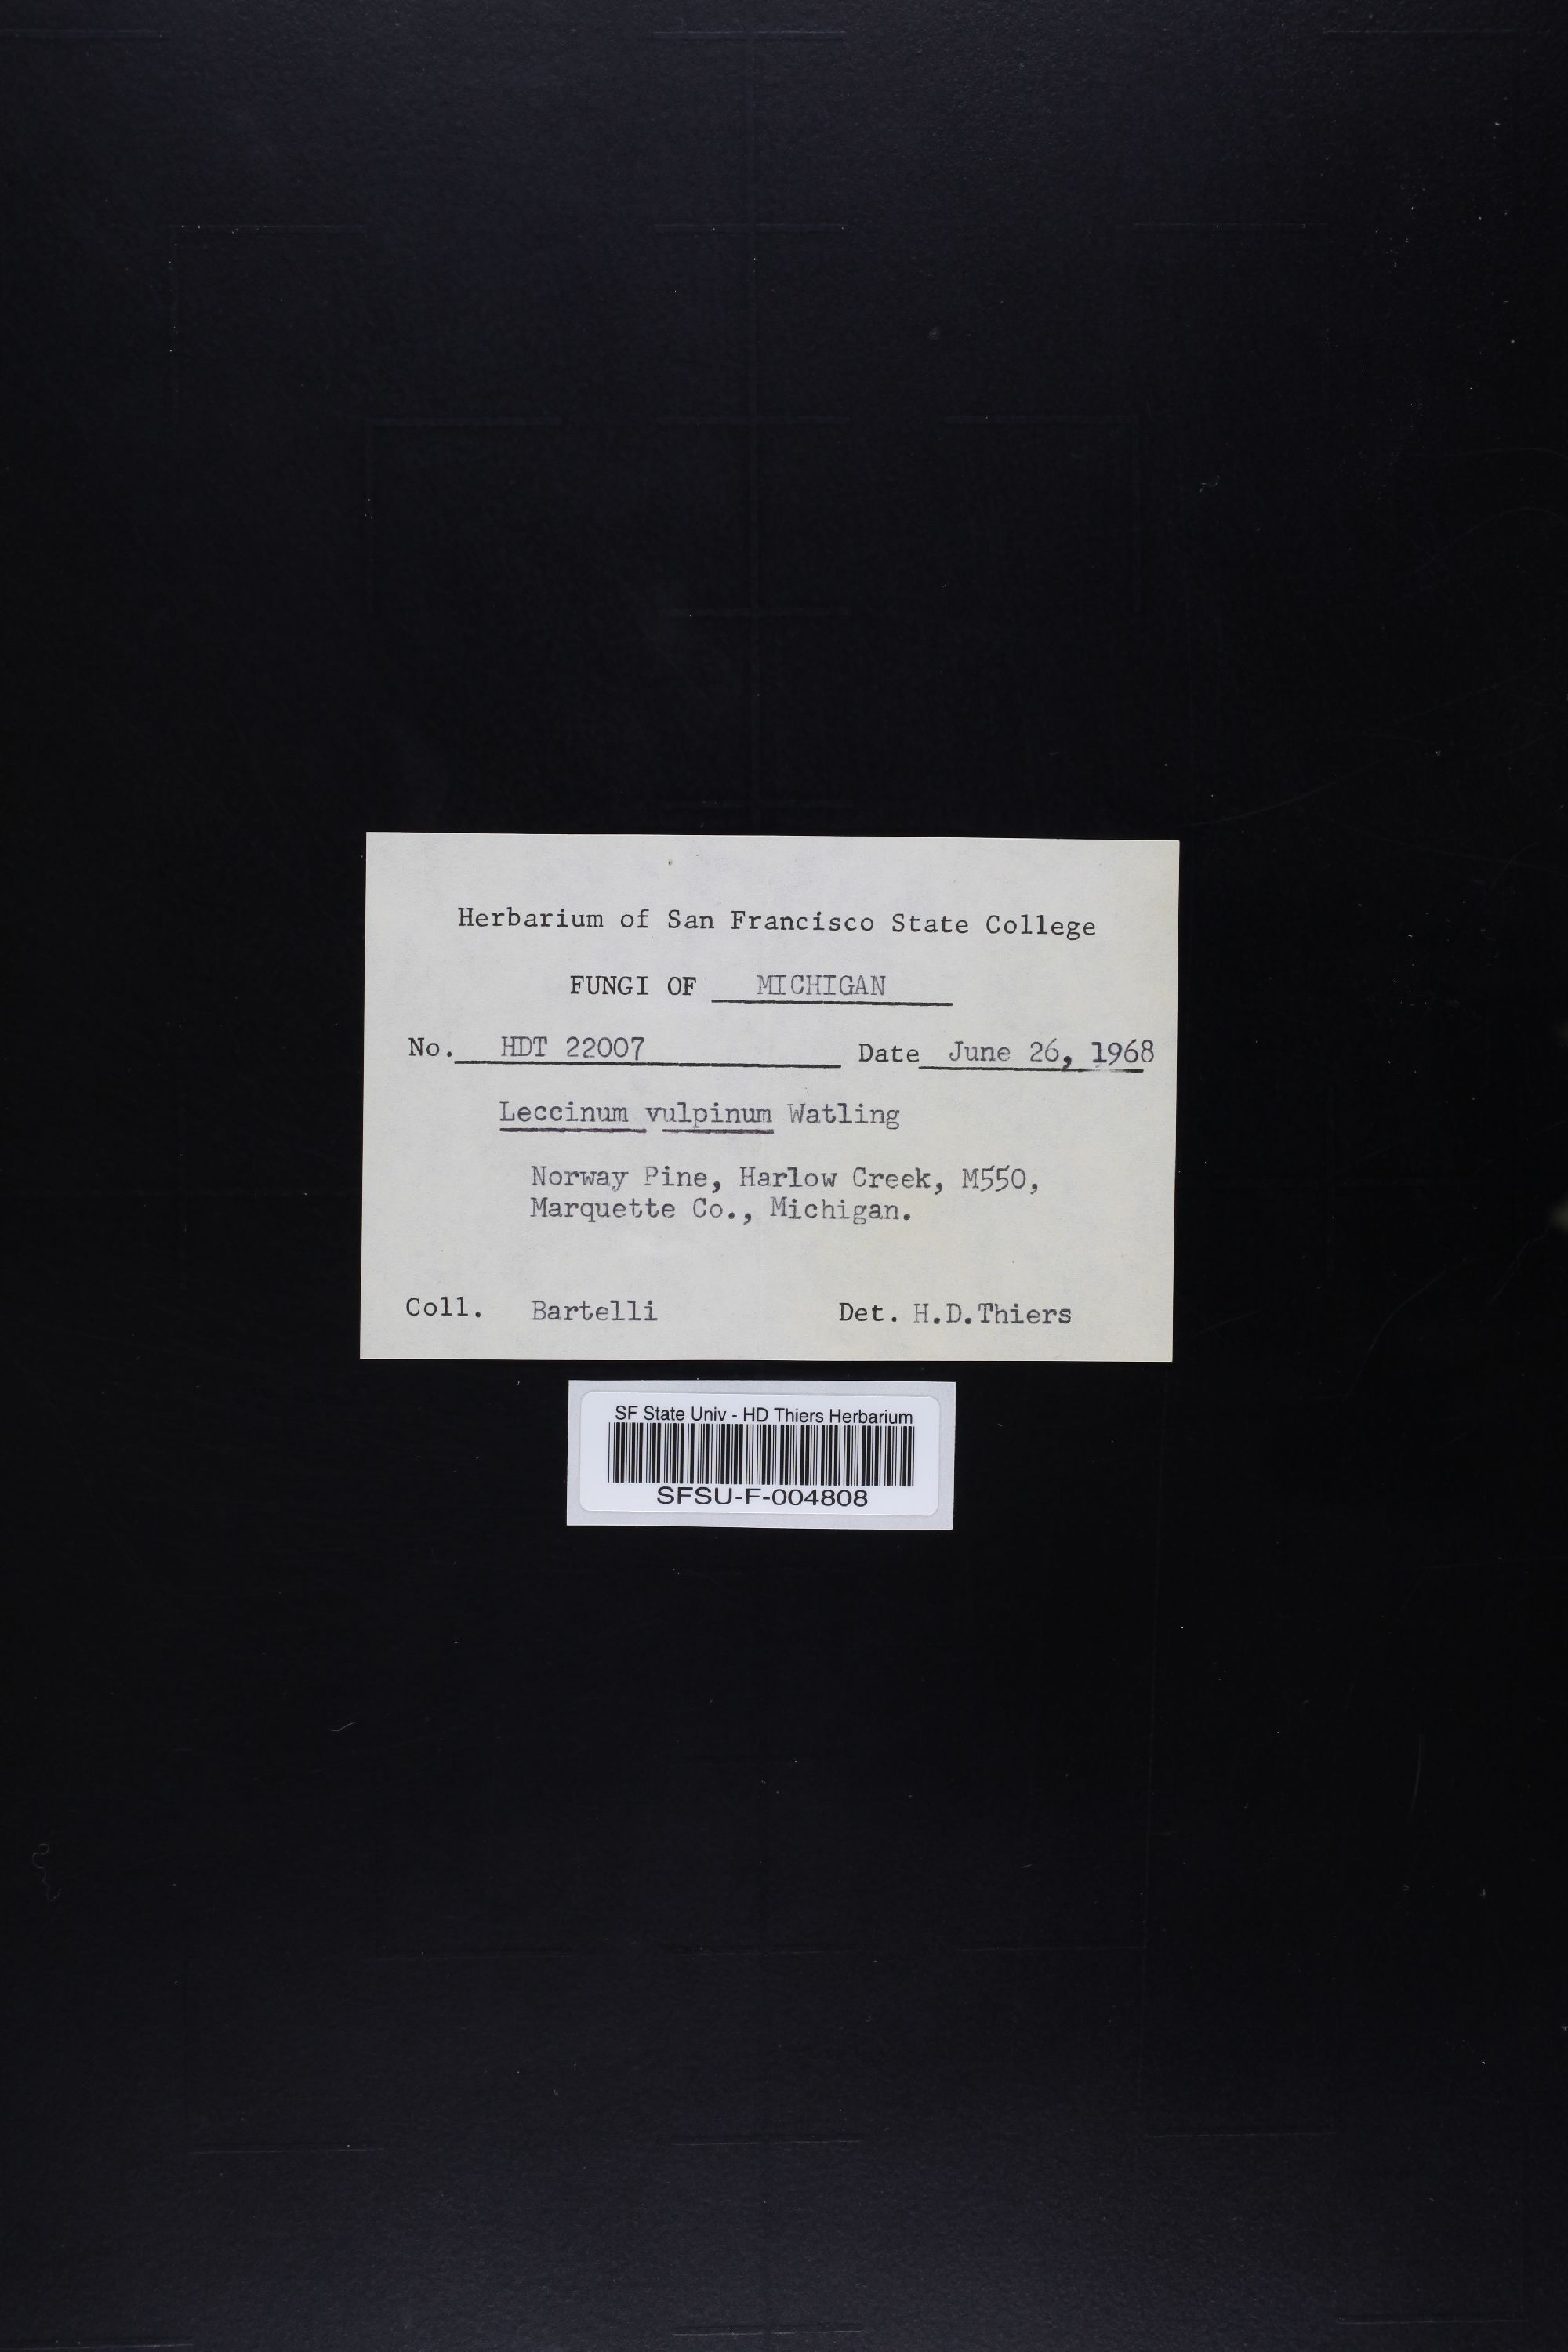 Herbarium of San Francisco State College
FUNGI OF MICHIGAN
No. HDT 22007 Date June 26, 1968
Leccinum vulpinum Watling
Norway Pine, Harlow Creek, M550,
Marquette Co., Michigan.
Coll. Bartelli Det. H.D.Thiers
SF State Univ - HD Thiers Herbarium
SFSU-F-004808